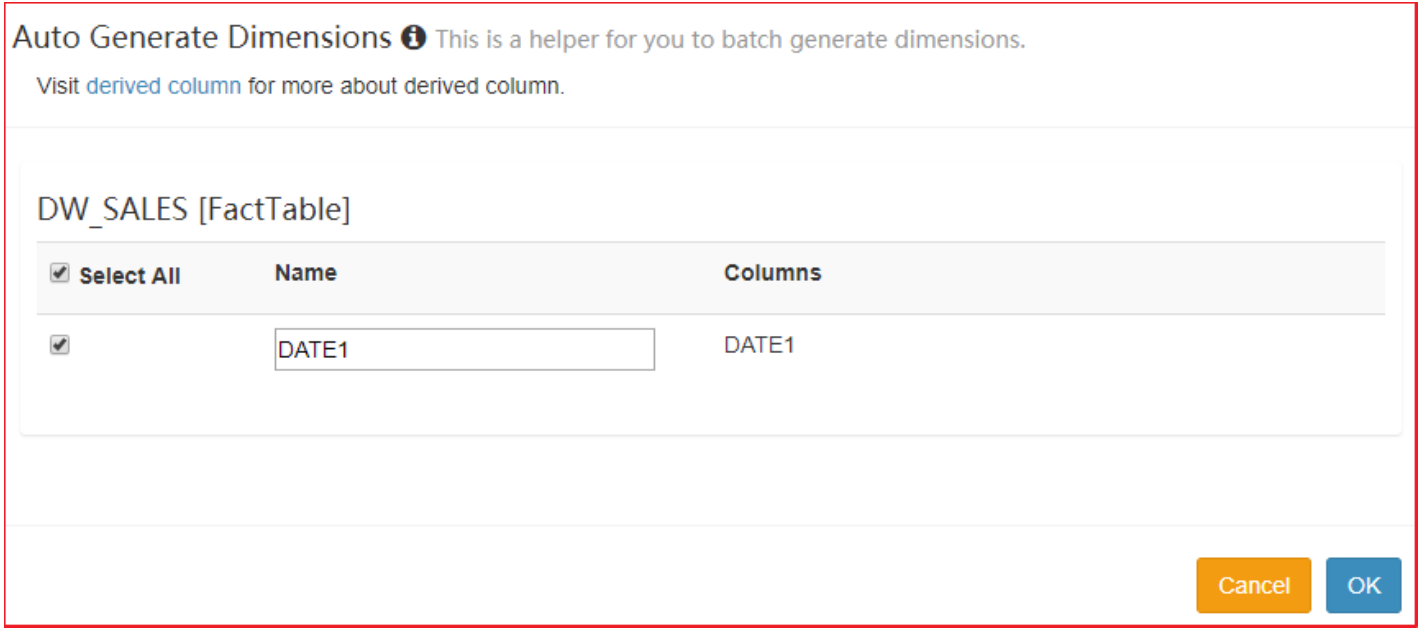 Auto Generate Dimensions This is a helper for you to batch generate dimensions.
Visit derived column for more about derived column.
DW_SALES [FactTable]
Select All Name Columns
DATE1 DATE1
Cancel OK